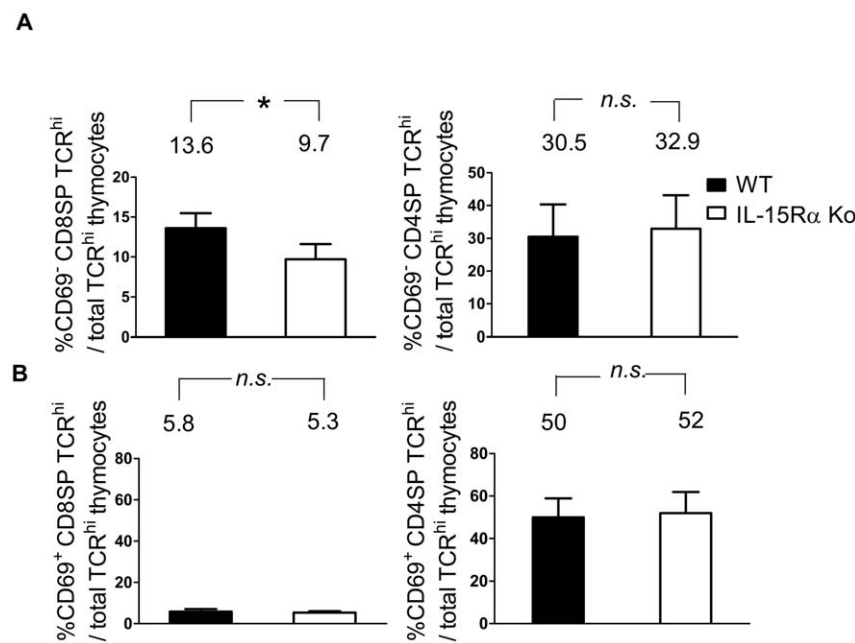 A
*
n.s.
13.6 9.7
30.5 32.9
%CD69⁻ CD8SP TCRʰⁱ
/ total TCRʰⁱ thymocytes
20
15
10
5
0
%CD69⁻ CD4SP TCRʰⁱ
/ total TCRʰⁱ thymocytes
50
40
30
20
10
0
WT
IL-15Rα Ko
B
n.s.
n.s.
5.8 5.3
50 52
%CD69⁺ CD8SP TCRʰⁱ
/ total TCRʰⁱ thymocytes
80
60
40
20
0
%CD69⁺ CD4SP TCRʰⁱ
/ total TCRʰⁱ thymocytes
80
60
40
20
0